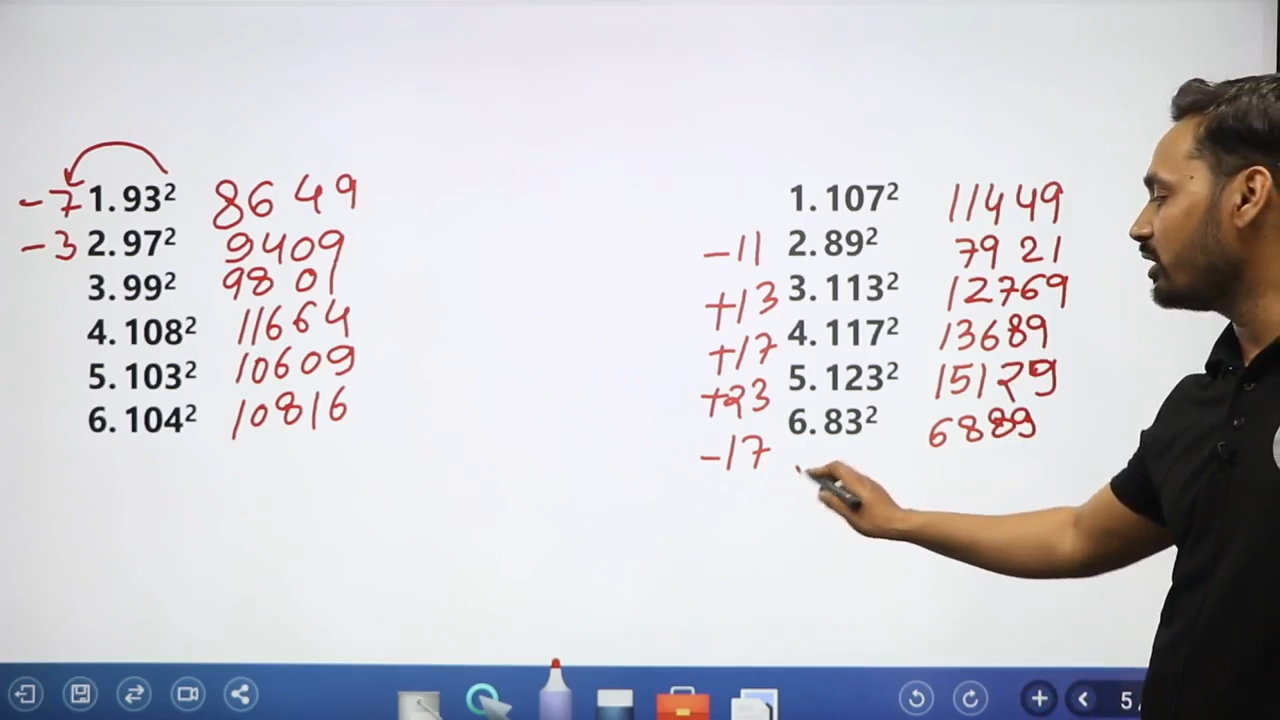 -7 1. 93² 8649
-3 2. 97² 9409
3. 99² 9801
4. 108² 11664
5. 103² 10609
6. 104² 10816
1. 107² 11449
-11 2. 89² 7921
+13 3. 113² 12769
+17 4. 117² 13689
+23 5. 123² 15129
-17 6. 83² 6889
5